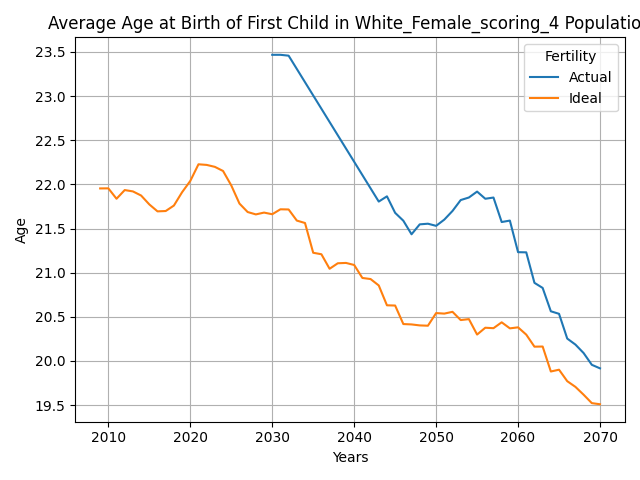 Average Age at Birth of First Child in White_Female_scoring_4 Populatio
Fertility
Actual
Ideal
23.5
23.0
22.5
22.0
21.5
21.0
20.5
20.0
19.5
Age
2010 2020 2030 2040 2050 2060 2070
Years